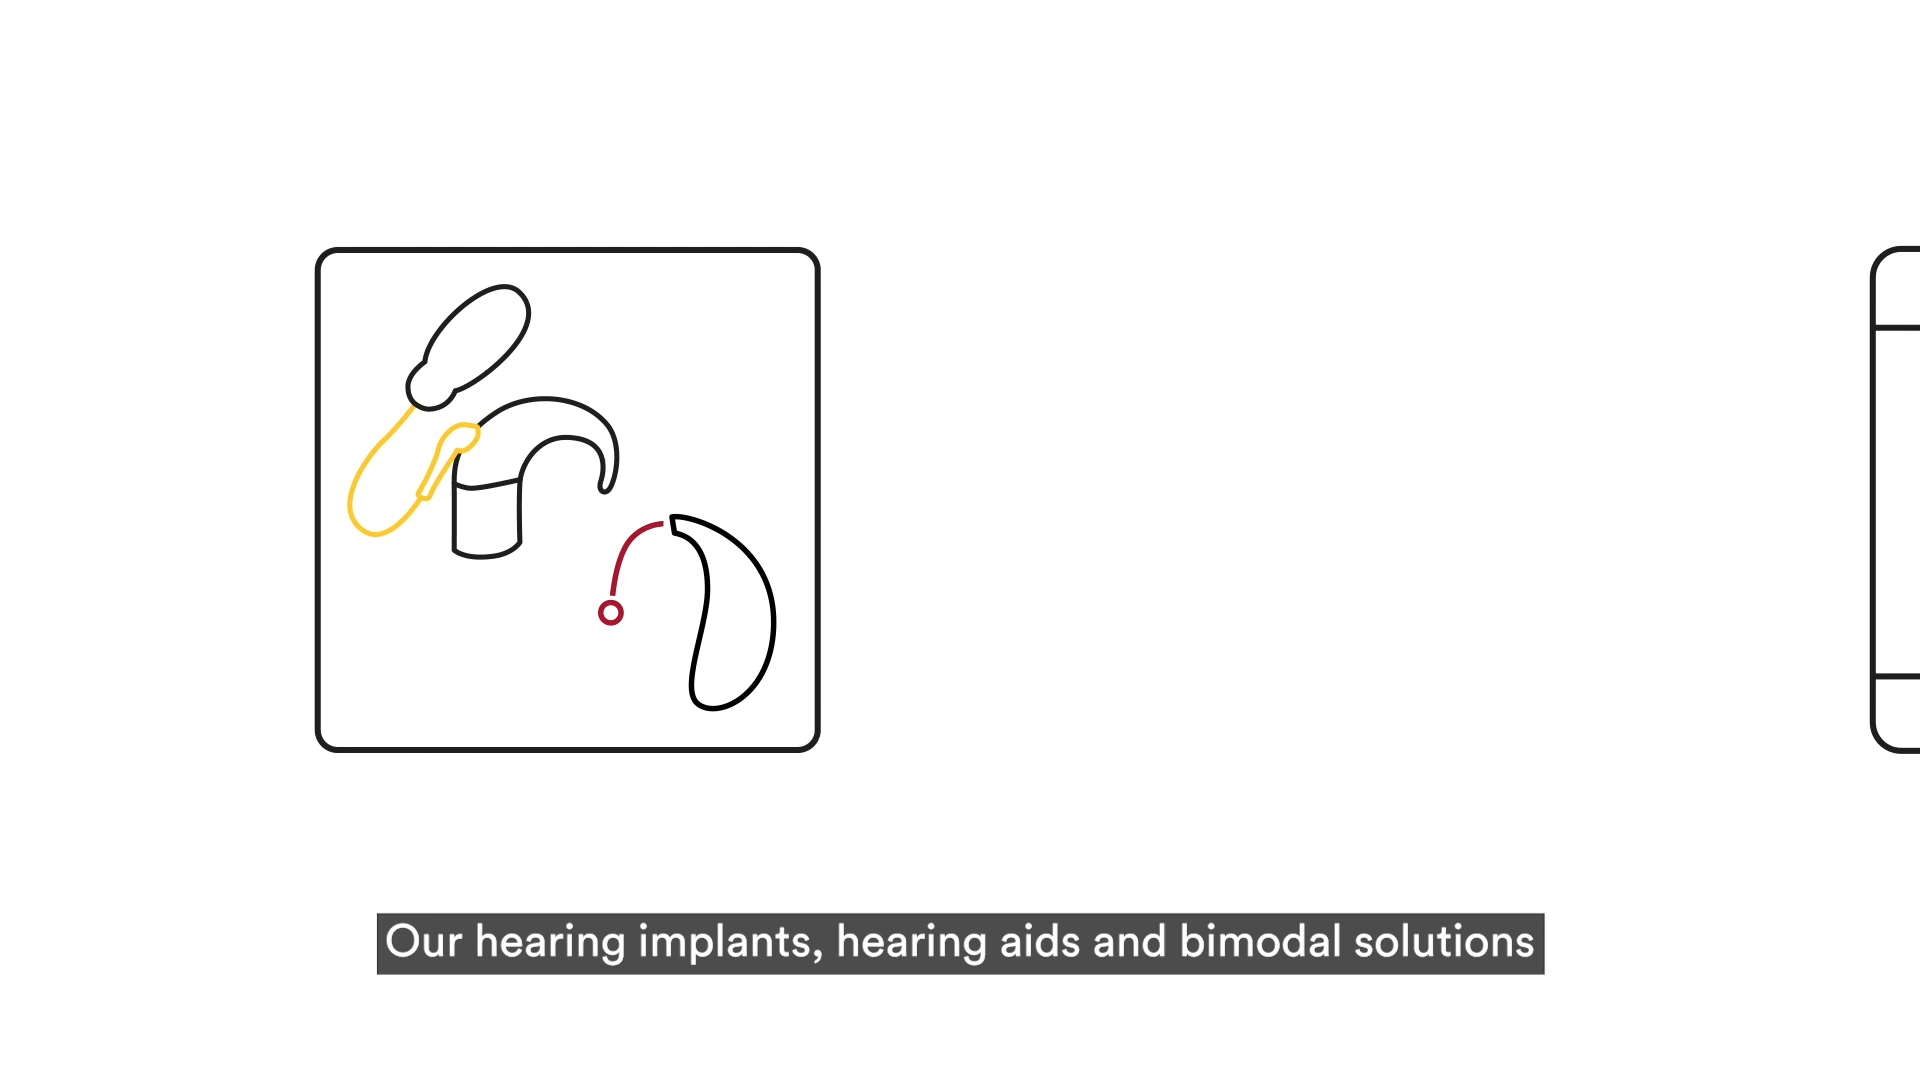 Our hearing implants, hearing aids and bimodal solutions